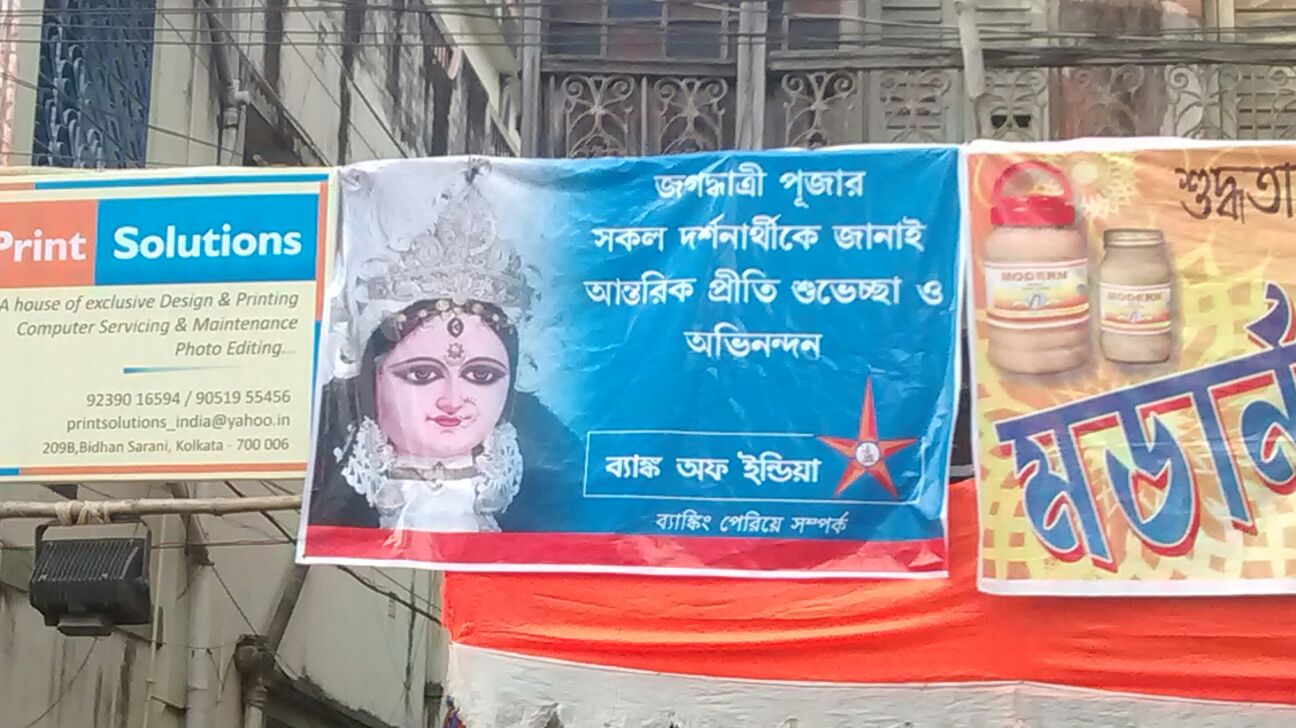 Print Solutions
A house of exclusive Design & Printing
Computer Servicing & Maintenance
Photo Editing....
92390 16594 / 90519 55456
printsolutions_india@yahoo.in
209B,Bidhan Sarani, Kolkata - 700 006
জগদ্ধাত্রী পূজার
সকল দর্শনার্থীকে জানাই
আন্তরিক প্রীতি শুভেচ্ছা ও
অভিনন্দন
ব্যাঙ্ক অফ ইন্ডিয়া
ব্যাঙ্কিং পেরিয়ে সম্পর্ক
শুদ্ধতা
MODERN
MODERN
মডার্ন